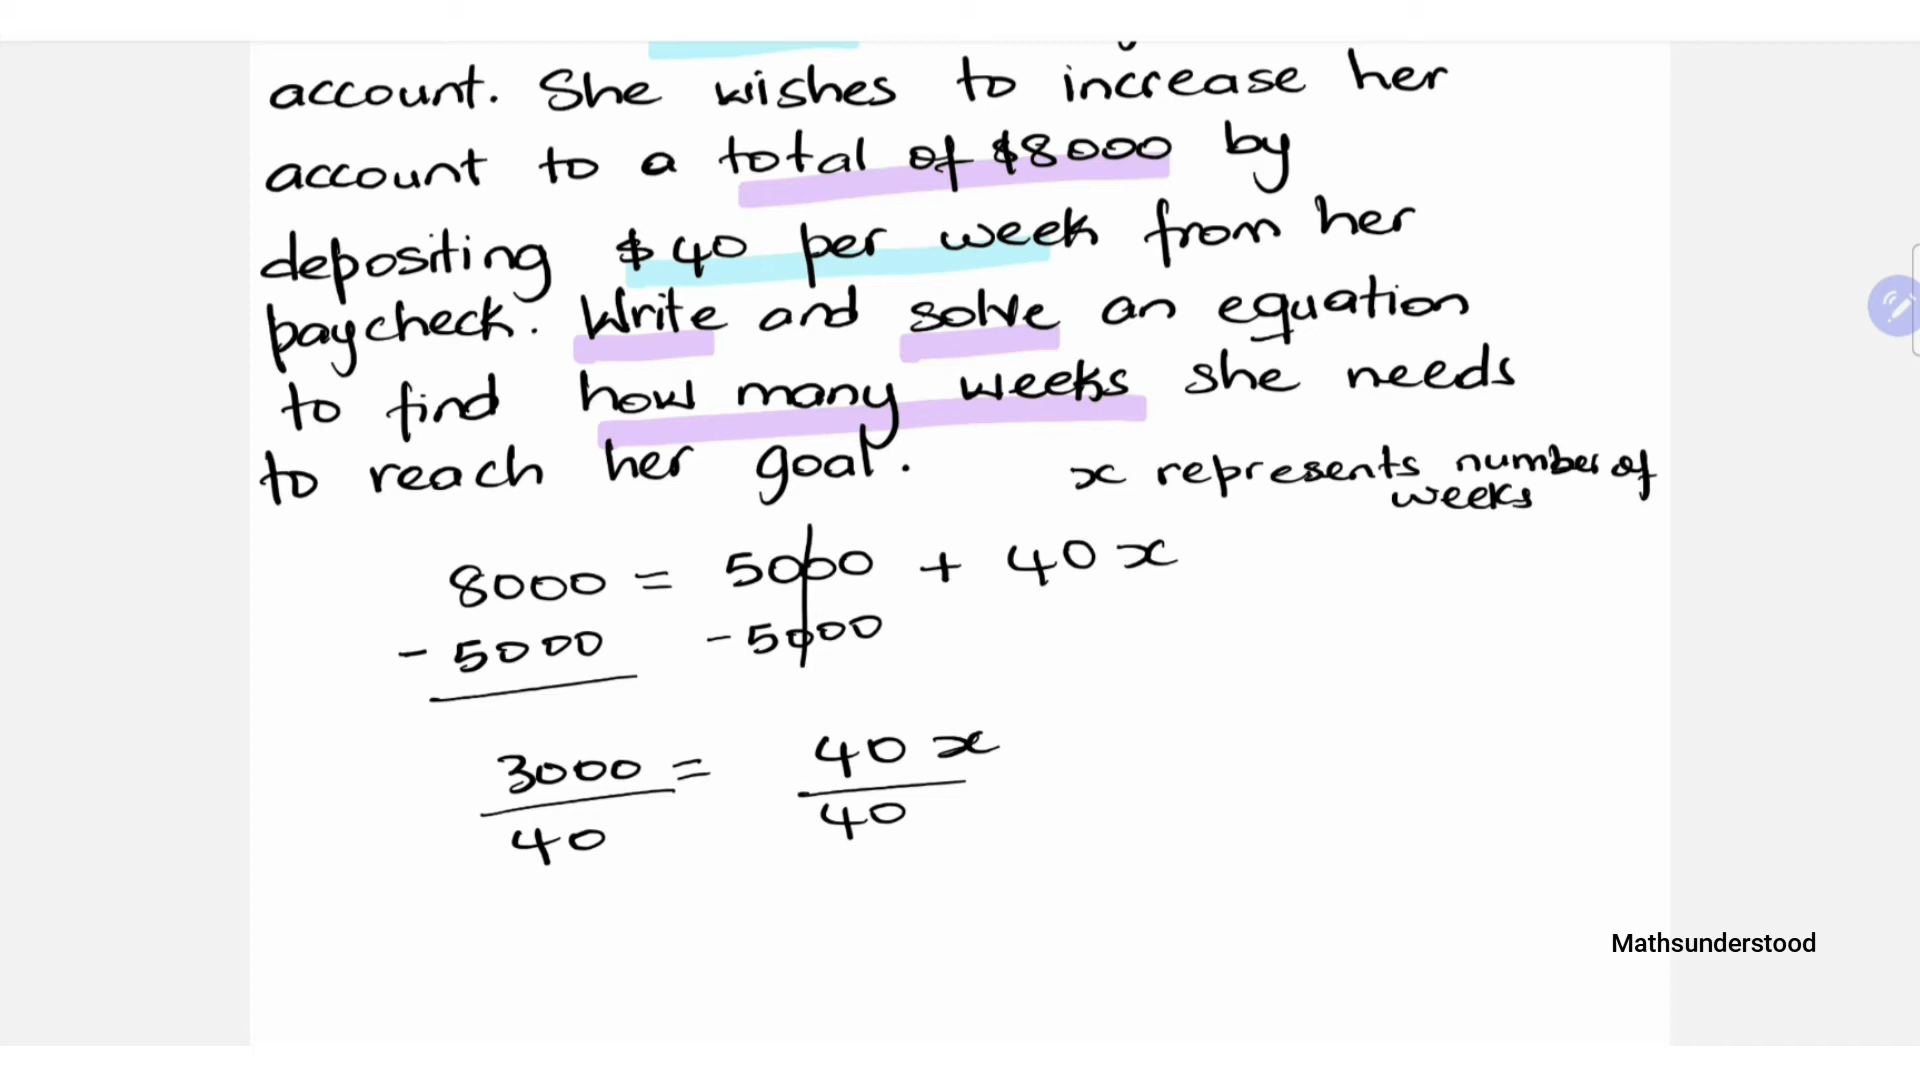 account. She wishes to increase her
account to a total of $8000 by
depositing $40 per week from her
paycheck. Write and solve an equation
to find how many weeks she needs
to reach her goal.
x represents number of
weeks
8000 = 5000 + 40x
- 5000 - 5000
3000 = 40x
40 40
Mathsunderstood